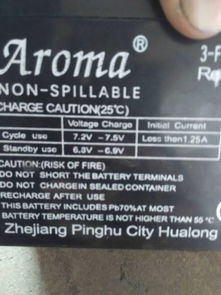 Aroma®
3-F
NON-SPILLABLE
CHARGE CAUTION(25℃)
Voltage Charge Initial Current
Cycle use 7.2V - 7.5V Less then1.25A
Standby use 6.3V - 6.9V
CAUTION:(RISK OF FIRE)
DO NOT SHORT THE BATTERY TERMINALS
DO NOT CHARGEIN SEALED CONTAINER
RECHARGE AFTER USE
THIS BATTERY INCLUDES Pb70%AT MOST
BATTERY TEMPERATURE IS NOT HIGHER THAN 55 ℃
Zhejiang Pinghu City Hualong